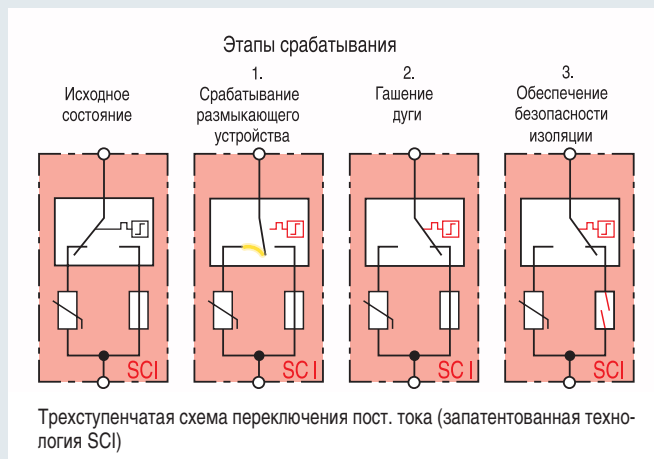 Этапы срабатывания
Исходное
состояние
1.
Срабатывание
размыкающего
устройства
2.
Гашение
дуги
3.
Обеспечение
безопасности
изоляции
SCI
SCI
SCI
SCI
Трехступенчатая схема переключения пост. тока (запатентованная техно-
логия SCI)